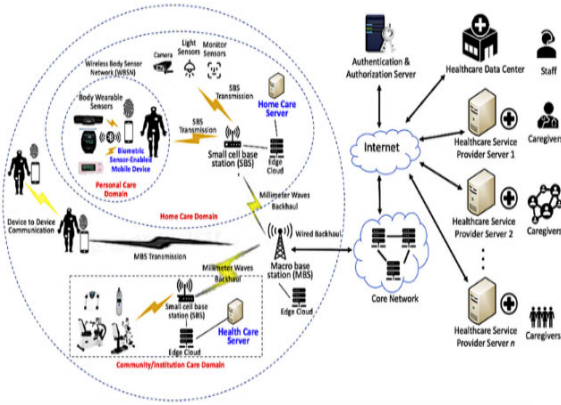 Light
Sensors
Monitor
Sensors
Camera
Wireless Body Sensor
Network (WBSN)
SBS
Transmission
Home Care
Server
Body Wearable
Sensors
Biometric
Sensor-Enabled
Mobile Device
Personal Care
Domain
SBS
Transmission
Small cell base
station (SBS)
Edge
Cloud
Home Care Domain
Millimeter Waves
Backhaul
Device to Device
Communication
MBS Transmission
Wired Backhaul
Macro base
station (MBS)
Edge Cloud
Millimeter Waves
Backhaul
Small cell base
station (SBS)
Edge Cloud
Health Care
Server
Community/Institution Care Domain
Authentication &
Authorization Server
Healthcare Data Center
Staff
Internet
Healthcare Service
Provider Server 1
Caregivers
Healthcare Service
Provider Server 2
Caregivers
Core Network
Healthcare Service
Provider Server n
Caregivers